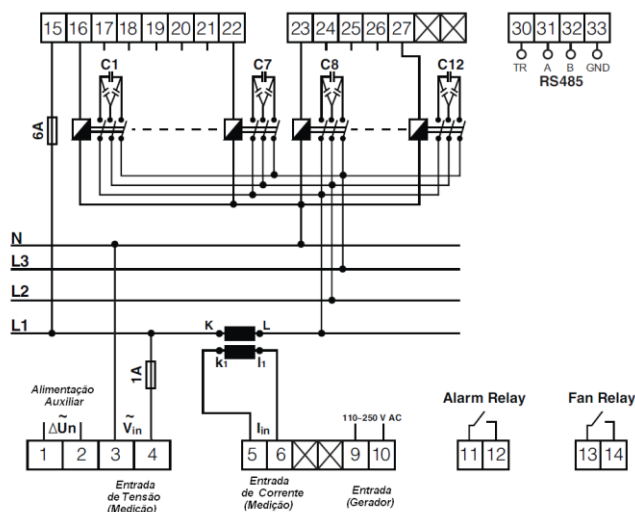 15 16 17 18 19 20 21 22
23 24 25 26 27
30 31 32 33
TR A B GND
RS485
C1 C7 C8 C12
6A
N
L3
L2
L1
K L
k1 l1
1A
Alimentação
Auxiliar
ΔUn
~
Vin
~
Iin
110-250 V AC
Alarm Relay
Fan Relay
1 2 3 4
5 6 9 10
11 12
13 14
Entrada
de Tensão
(Medição)
Entrada
de Corrente
(Medição)
Entrada
(Gerador)